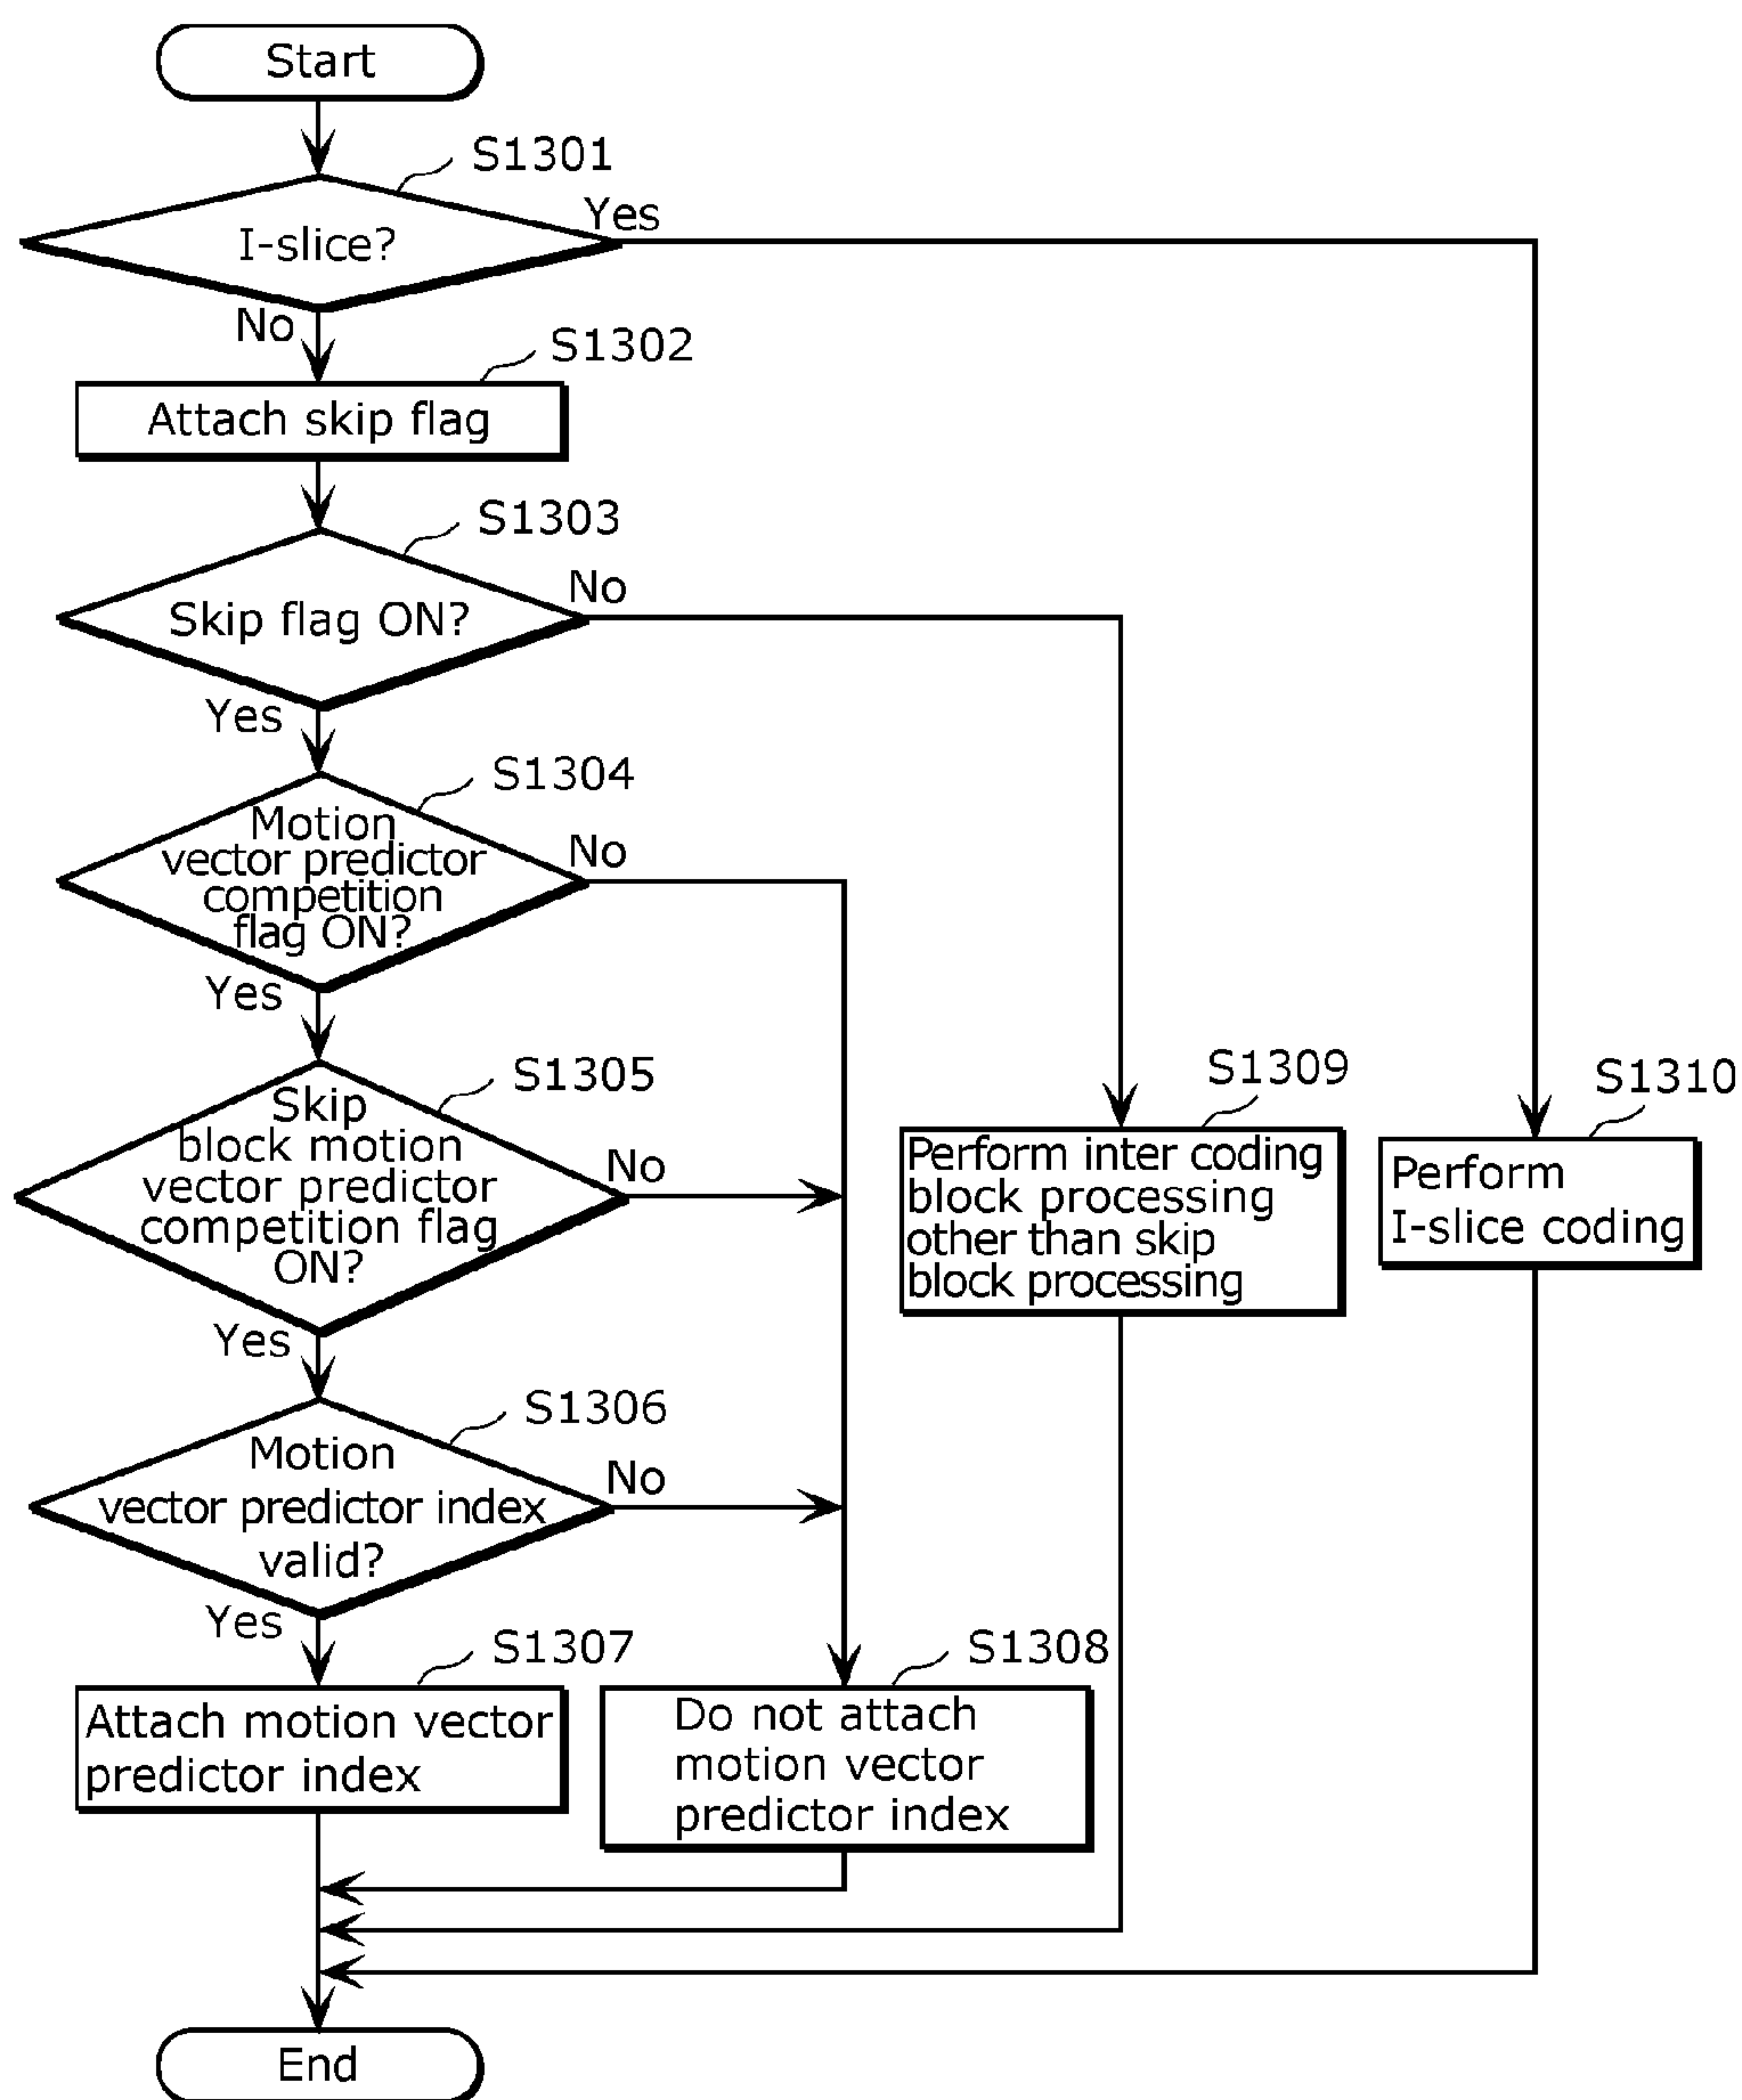 Start
S1301
I-slice?
Yes
No
S1302
Attach skip flag
S1303
Skip flag ON?
No
Yes
S1304
Motion
vector predictor
competition
flag ON?
No
Yes
S1305
Skip
block motion
vector predictor
competition flag
ON?
No
Yes
S1306
Motion
vector predictor index
valid?
No
Yes
S1307
Attach motion vector
predictor index
S1308
Do not attach
motion vector
predictor index
S1309
Perform inter coding
block processing
other than skip
block processing
S1310
Perform
I-slice coding
End